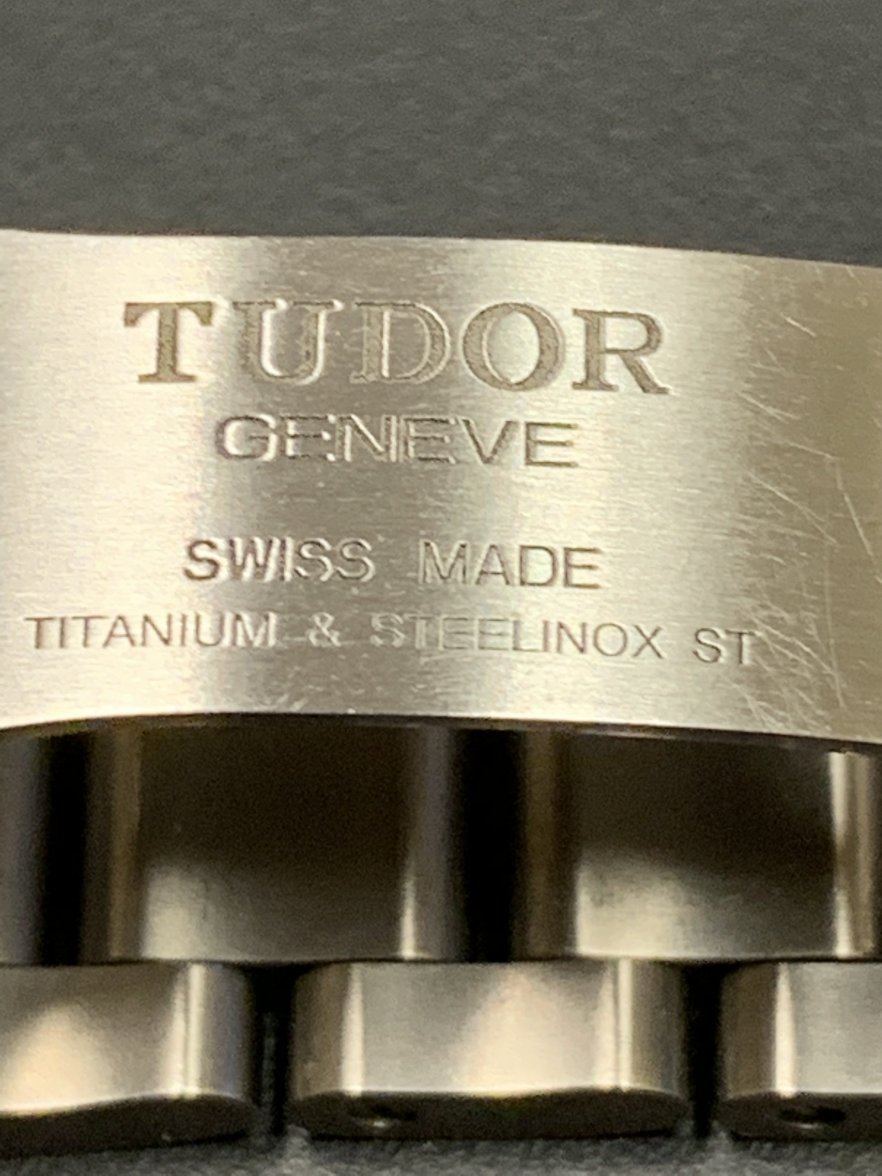 TUDOR
GENEVE
SWISS MADE
TITANIUM & STEELINOX ST